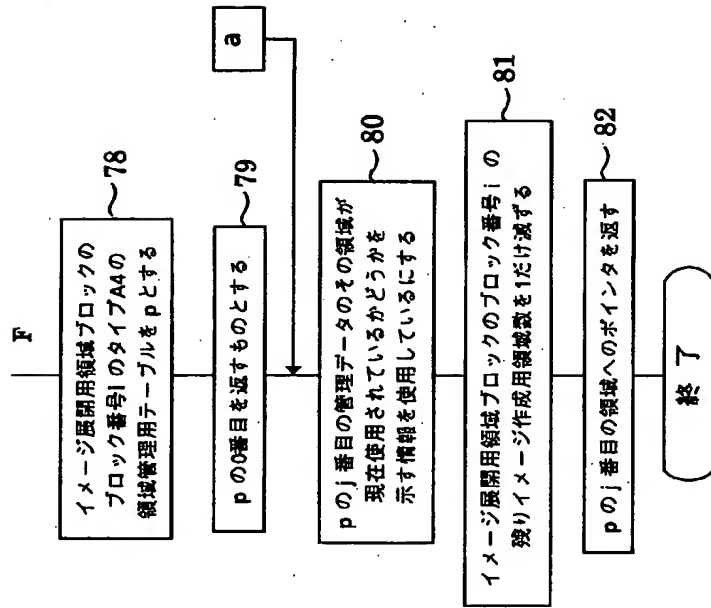 F
イメージ展開用領域ブロックの
ブロック番号iのタイプA4の
領域管理用テーブルをpとする
78
pの0番目を返すものとする
79
a
pのj番目の管理データのその領域が
現在使用されているかどうかを
示す情報を使用しているにする
80
イメージ展開用領域ブロックのブロック番号iの
残りイメージ作成用領域数を1だけ減ずる
81
pのj番目の領域へのポインタを返す
82
終了